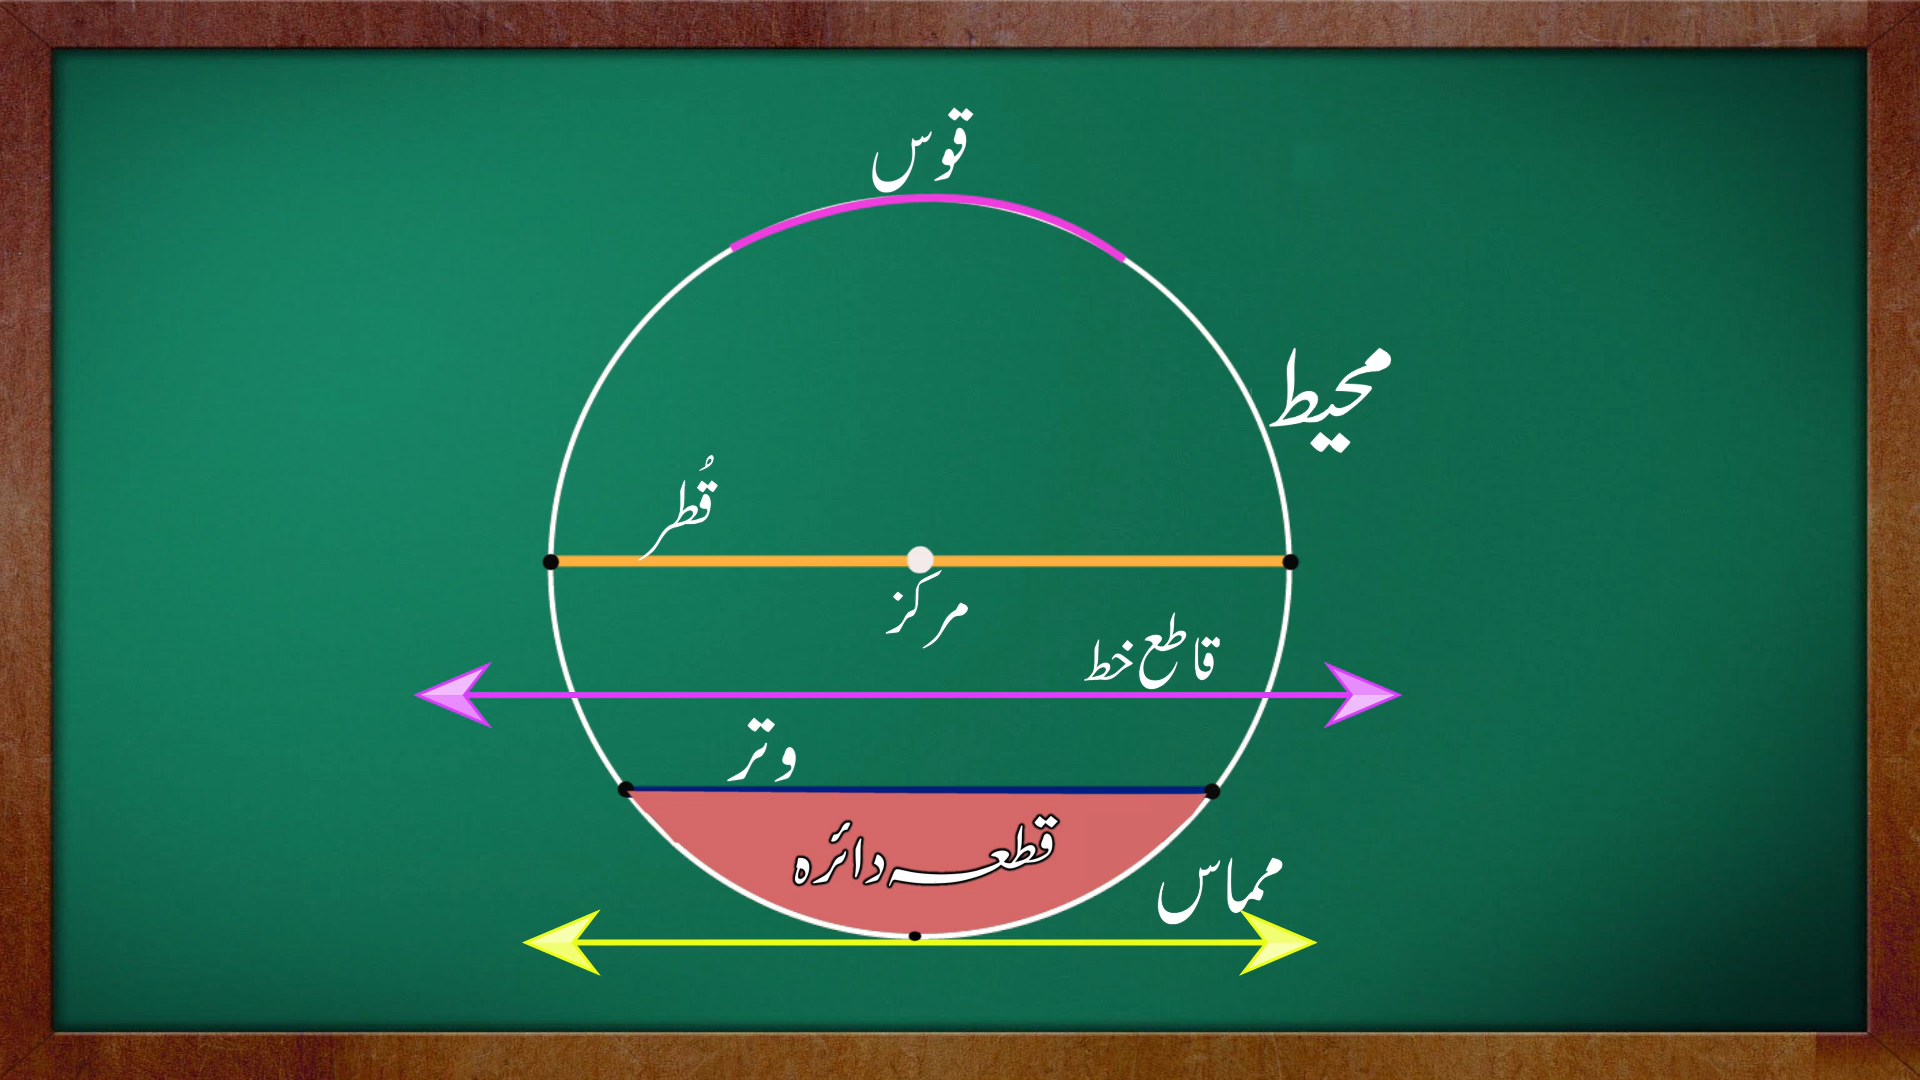 قوس
محیط
قُطر
مرکز
قاطع خط
وتر
قطعہ دائرہ
مماس